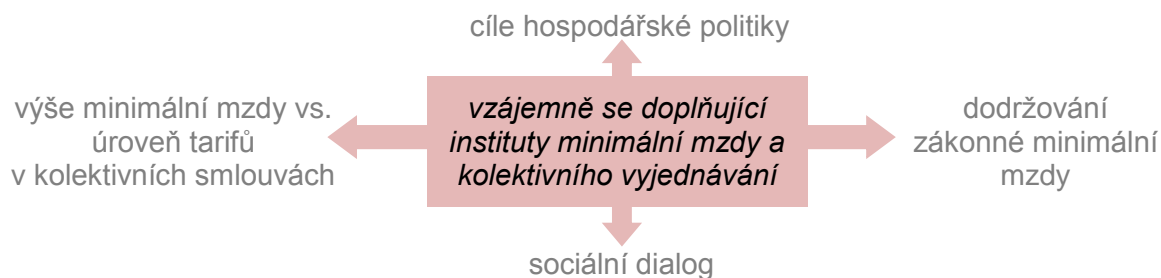 cíle hospodářské politiky
výše minimální mzdy vs.
úroveň tarifů
v kolektivních smlouvách
vzájemně se doplňující
instituty minimální mzdy a
kolektivního vyjednávání
dodržování
zákonné minimální
mzdy
sociální dialog